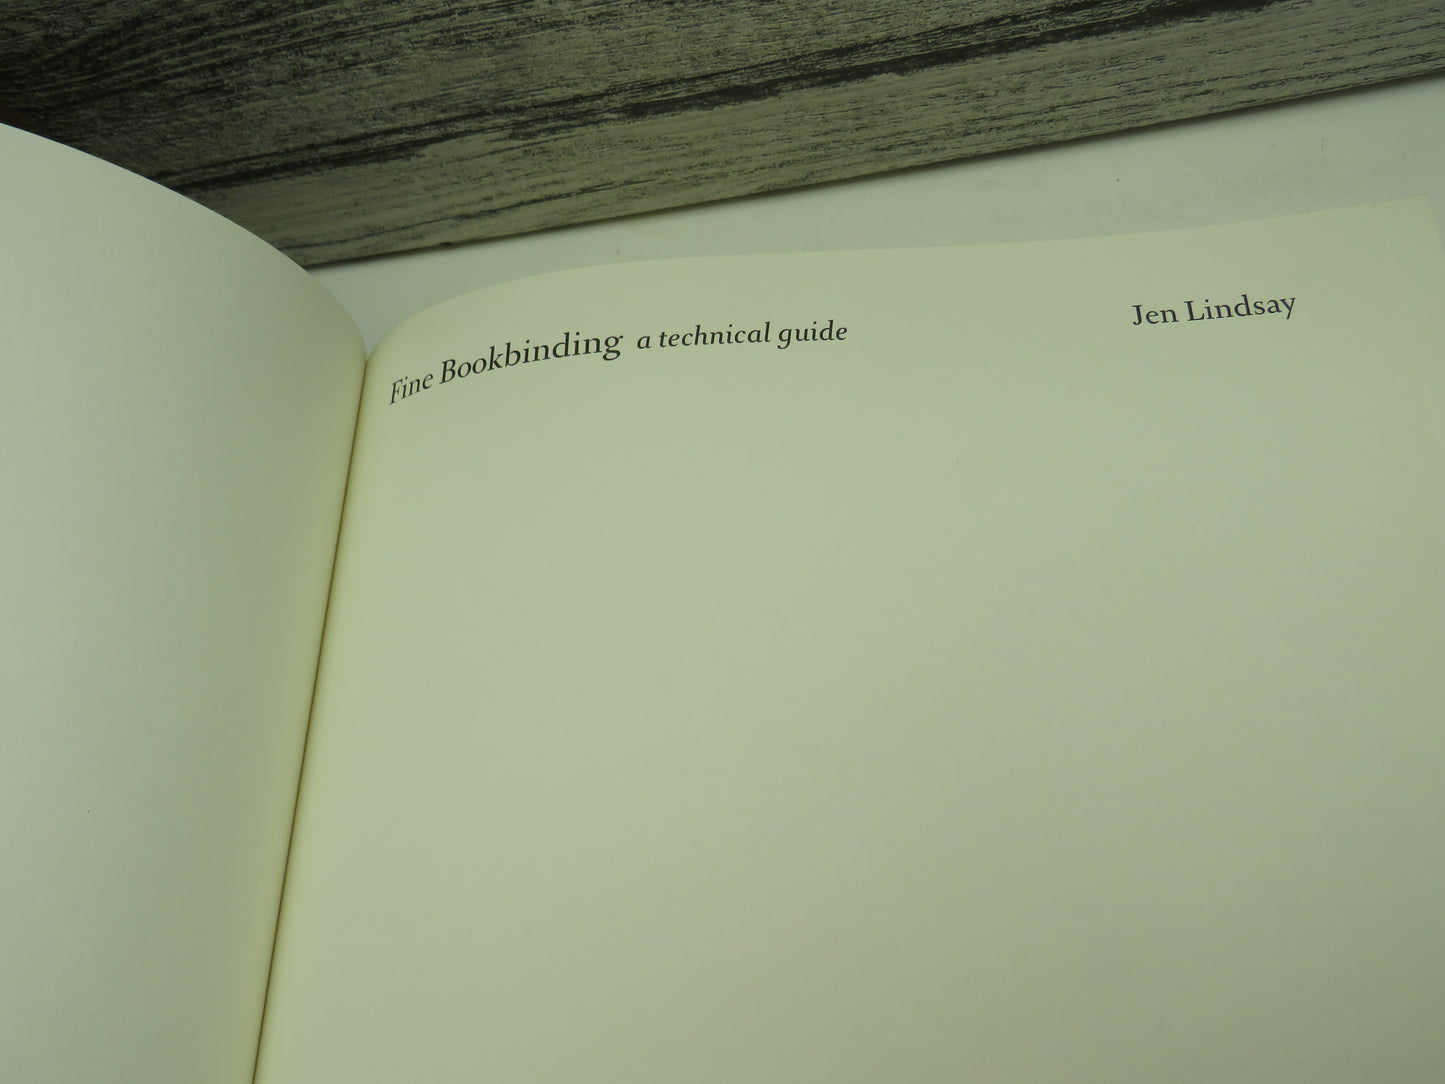 Fine Bookbinding a technical guide
Jen Lindsay